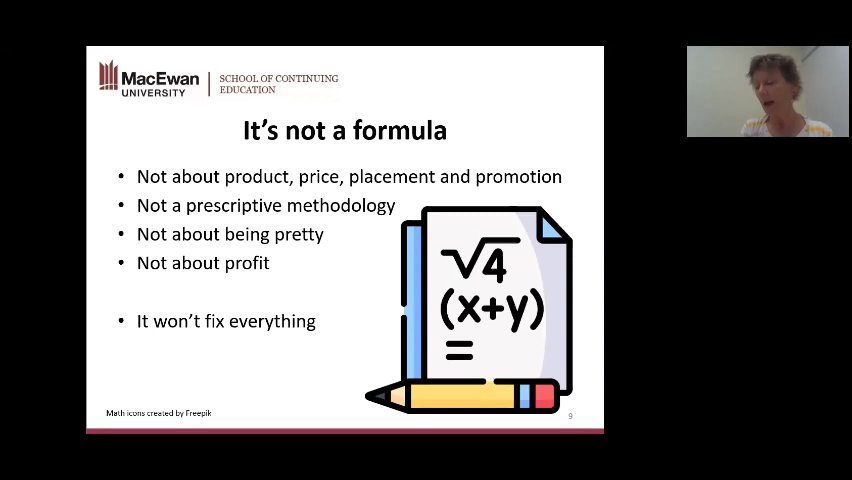 MacEwan
UNIVERSITY
SCHOOL OF CONTINUING
EDUCATION
It's not a formula
• Not about product, price, placement and promotion
• Not a prescriptive methodology
• Not about being pretty
• Not about profit
• It won't fix everything
√4
(x+y)
=
Math icons created by Freepik
9